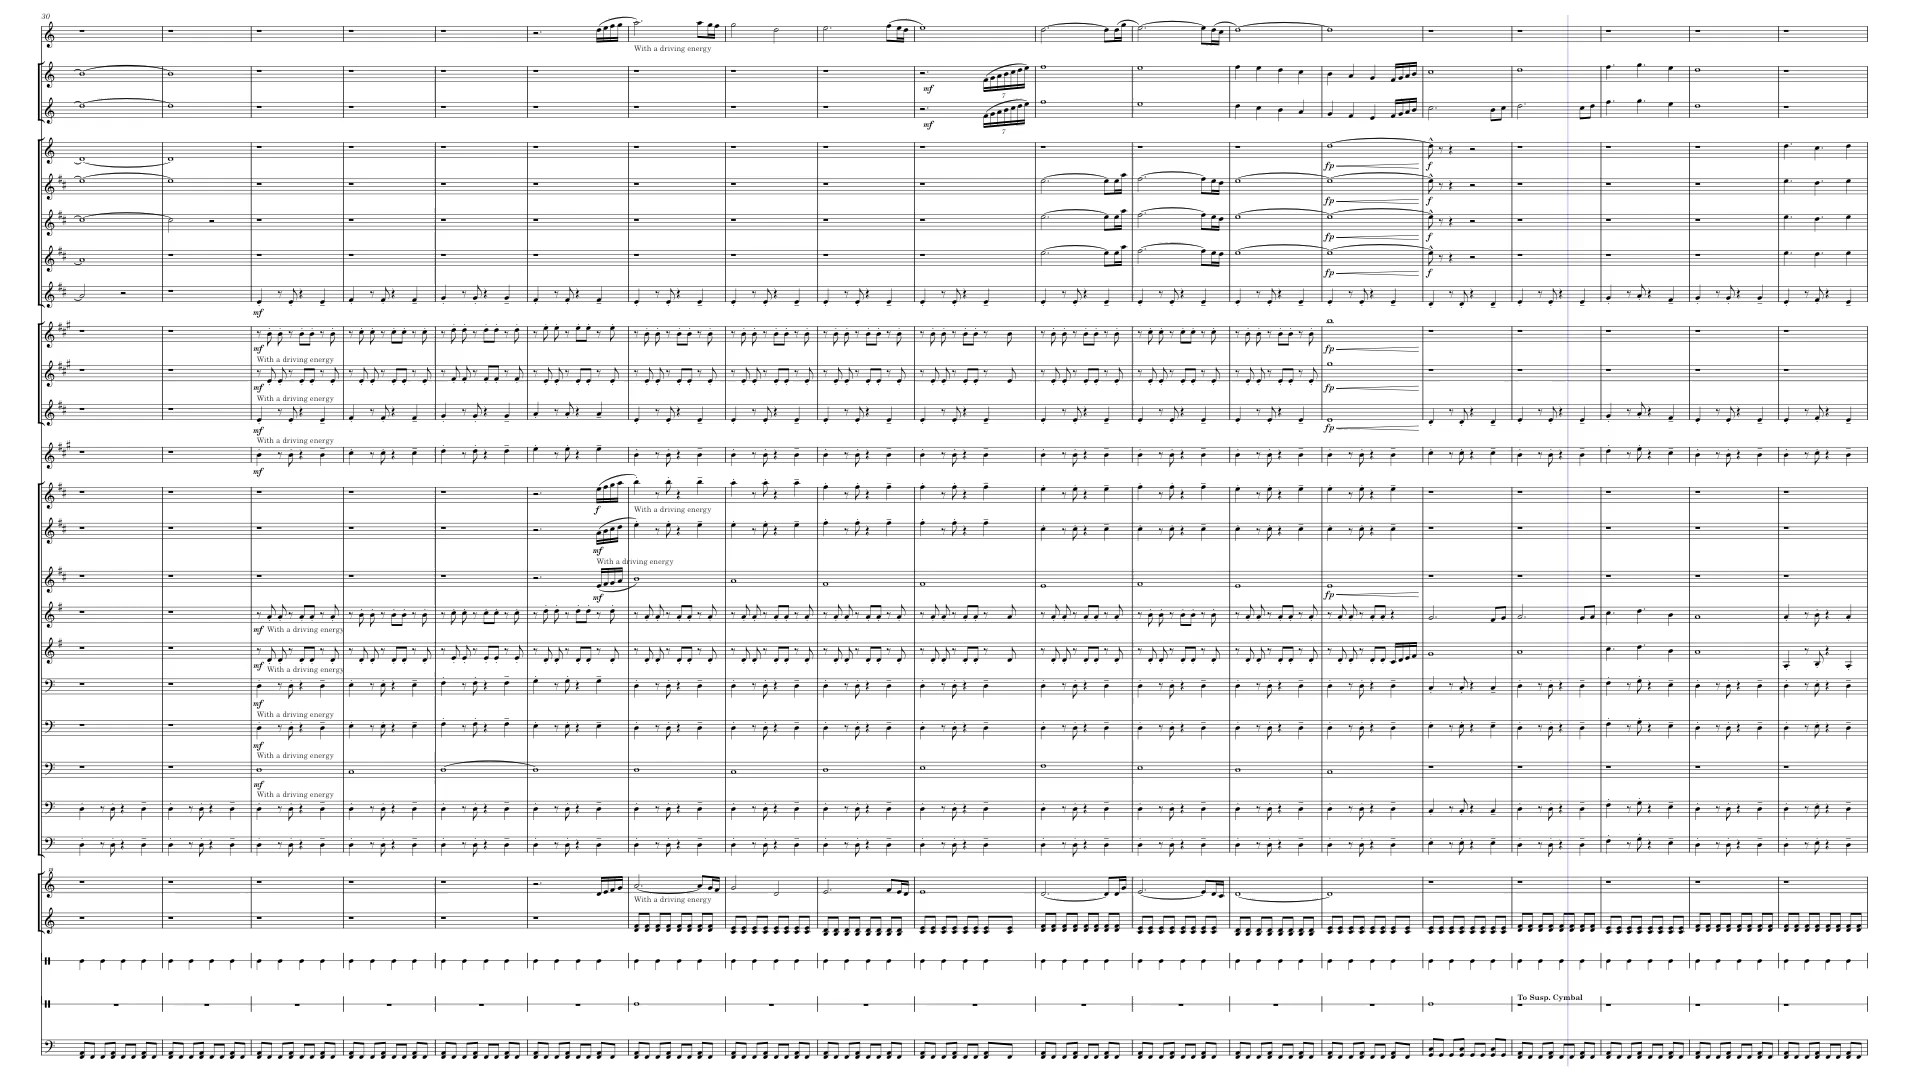 30
With a driving energy
mf
7
mf
7
fp f
fp f
fp f
fp f
mf
mf
fp
With a driving energy
mf
fp
With a driving energy
mf
fp
With a driving energy
mf
f
With a driving energy
mf
With a driving energy
mf
fp
mf With a driving energy
mf
With a driving energy
mf
With a driving energy
mf
With a driving energy
mf
With a driving energy
With a driving energy
To Susp. Cymbal